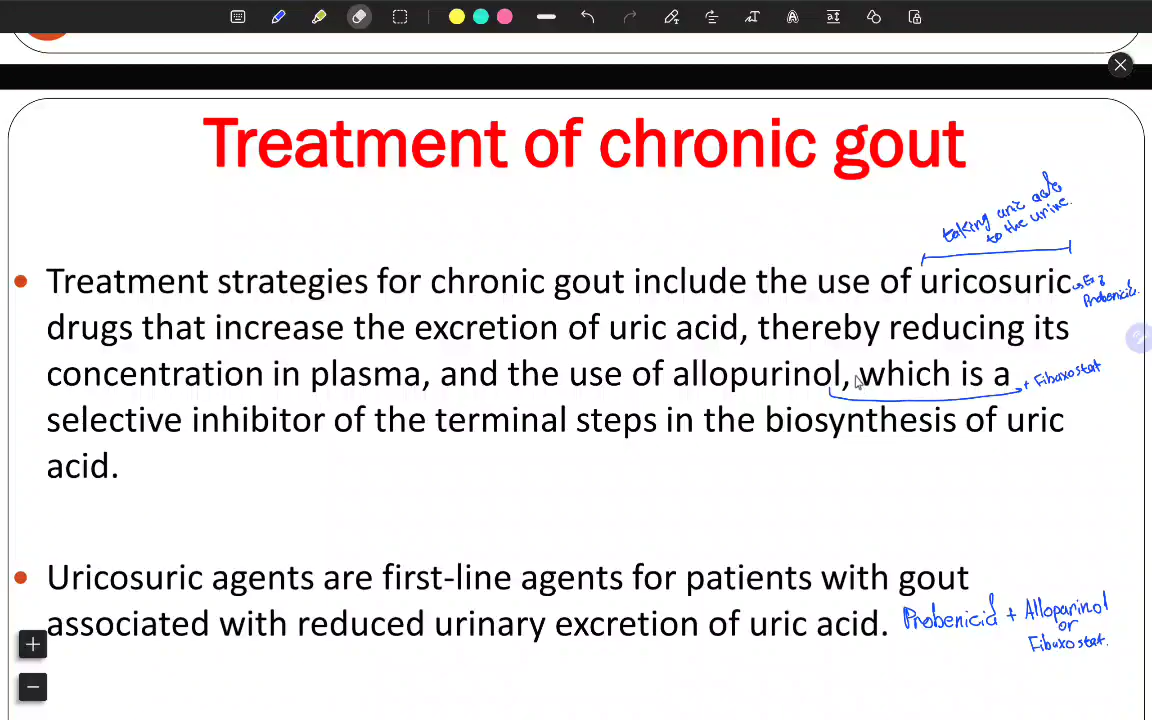 Treatment of chronic gout
taking uric acid
to the urine.
• Treatment strategies for chronic gout include the use of uricosuric
→ Ex:
Probenicid.
drugs that increase the excretion of uric acid, thereby reducing its
concentration in plasma, and the use of allopurinol, which is a
+ Fibuxostat
selective inhibitor of the terminal steps in the biosynthesis of uric
acid.
• Uricosuric agents are first-line agents for patients with gout
associated with reduced urinary excretion of uric acid.
Probenicid + Alloparinol
or
Fibuxostat.